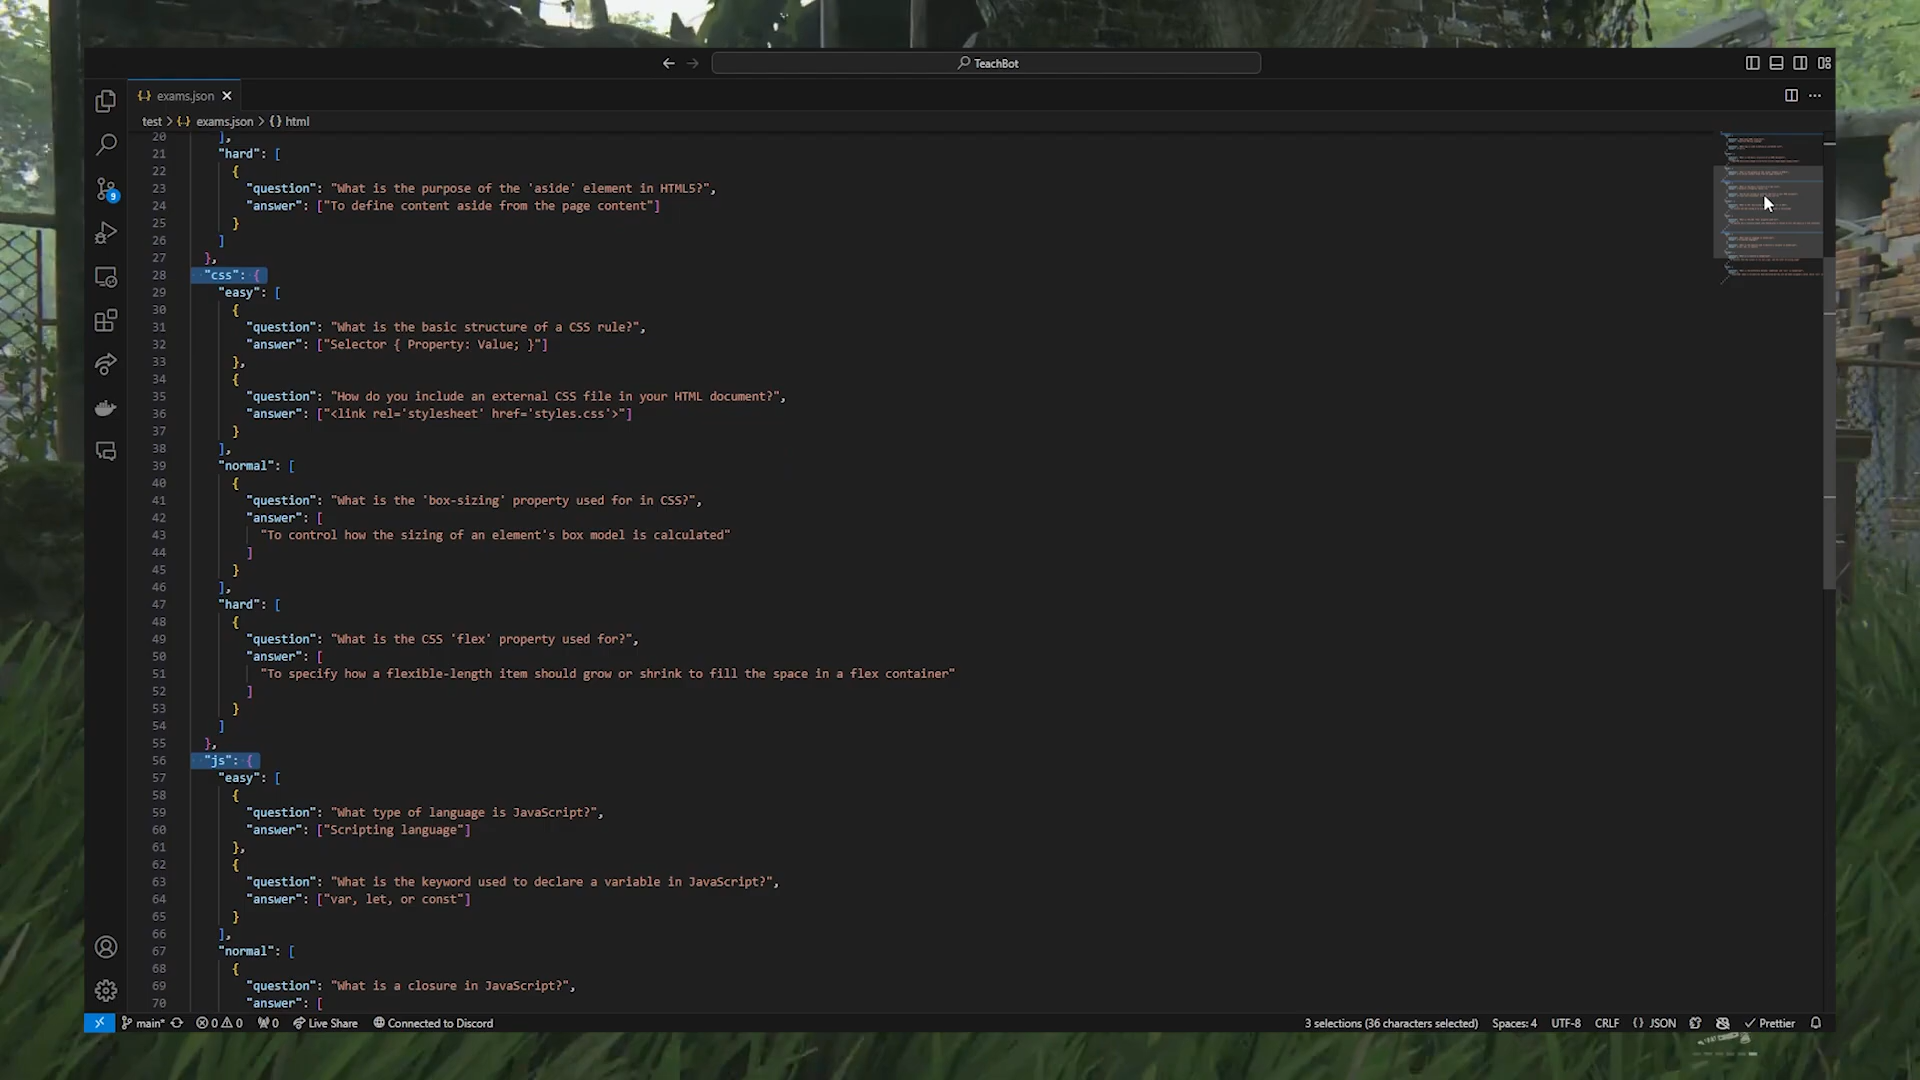 TeachBot
exams.json
test > exams.json > {} html
20 ],
21 "hard": [
22 {
23 "question": "What is the purpose of the 'aside' element in HTML5?",
24 "answer": ["To define content aside from the page content"]
25 }
26 ]
27 },
28 "css": {
29 "easy": [
30 {
31 "question": "What is the basic structure of a CSS rule?",
32 "answer": ["Selector { Property: Value; }"]
33 },
34 {
35 "question": "How do you include an external CSS file in your HTML document?",
36 "answer": ["<link rel='stylesheet' href='styles.css'>"]
37 }
38 ],
39 "normal": [
40 {
41 "question": "What is the 'box-sizing' property used for in CSS?",
42 "answer": [
43 "To control how the sizing of an element's box model is calculated"
44 ]
45 }
46 ],
47 "hard": [
48 {
49 "question": "What is the CSS 'flex' property used for?",
50 "answer": [
51 "To specify how a flexible-length item should grow or shrink to fill the space in a flex container"
52 ]
53 }
54 ]
55 },
56 "js": {
57 "easy": [
58 {
59 "question": "What type of language is JavaScript?",
60 "answer": ["Scripting language"]
61 },
62 {
63 "question": "What is the keyword used to declare a variable in JavaScript?",
64 "answer": ["var, let, or const"]
65 }
66 ],
67 "normal": [
68 {
69 "question": "What is a closure in JavaScript?",
70 "answer": [
9
main* 0 0 0 Live Share Connected to Discord 3 selections (36 characters selected) Spaces: 4 UTF-8 CRLF {} JSON Prettier